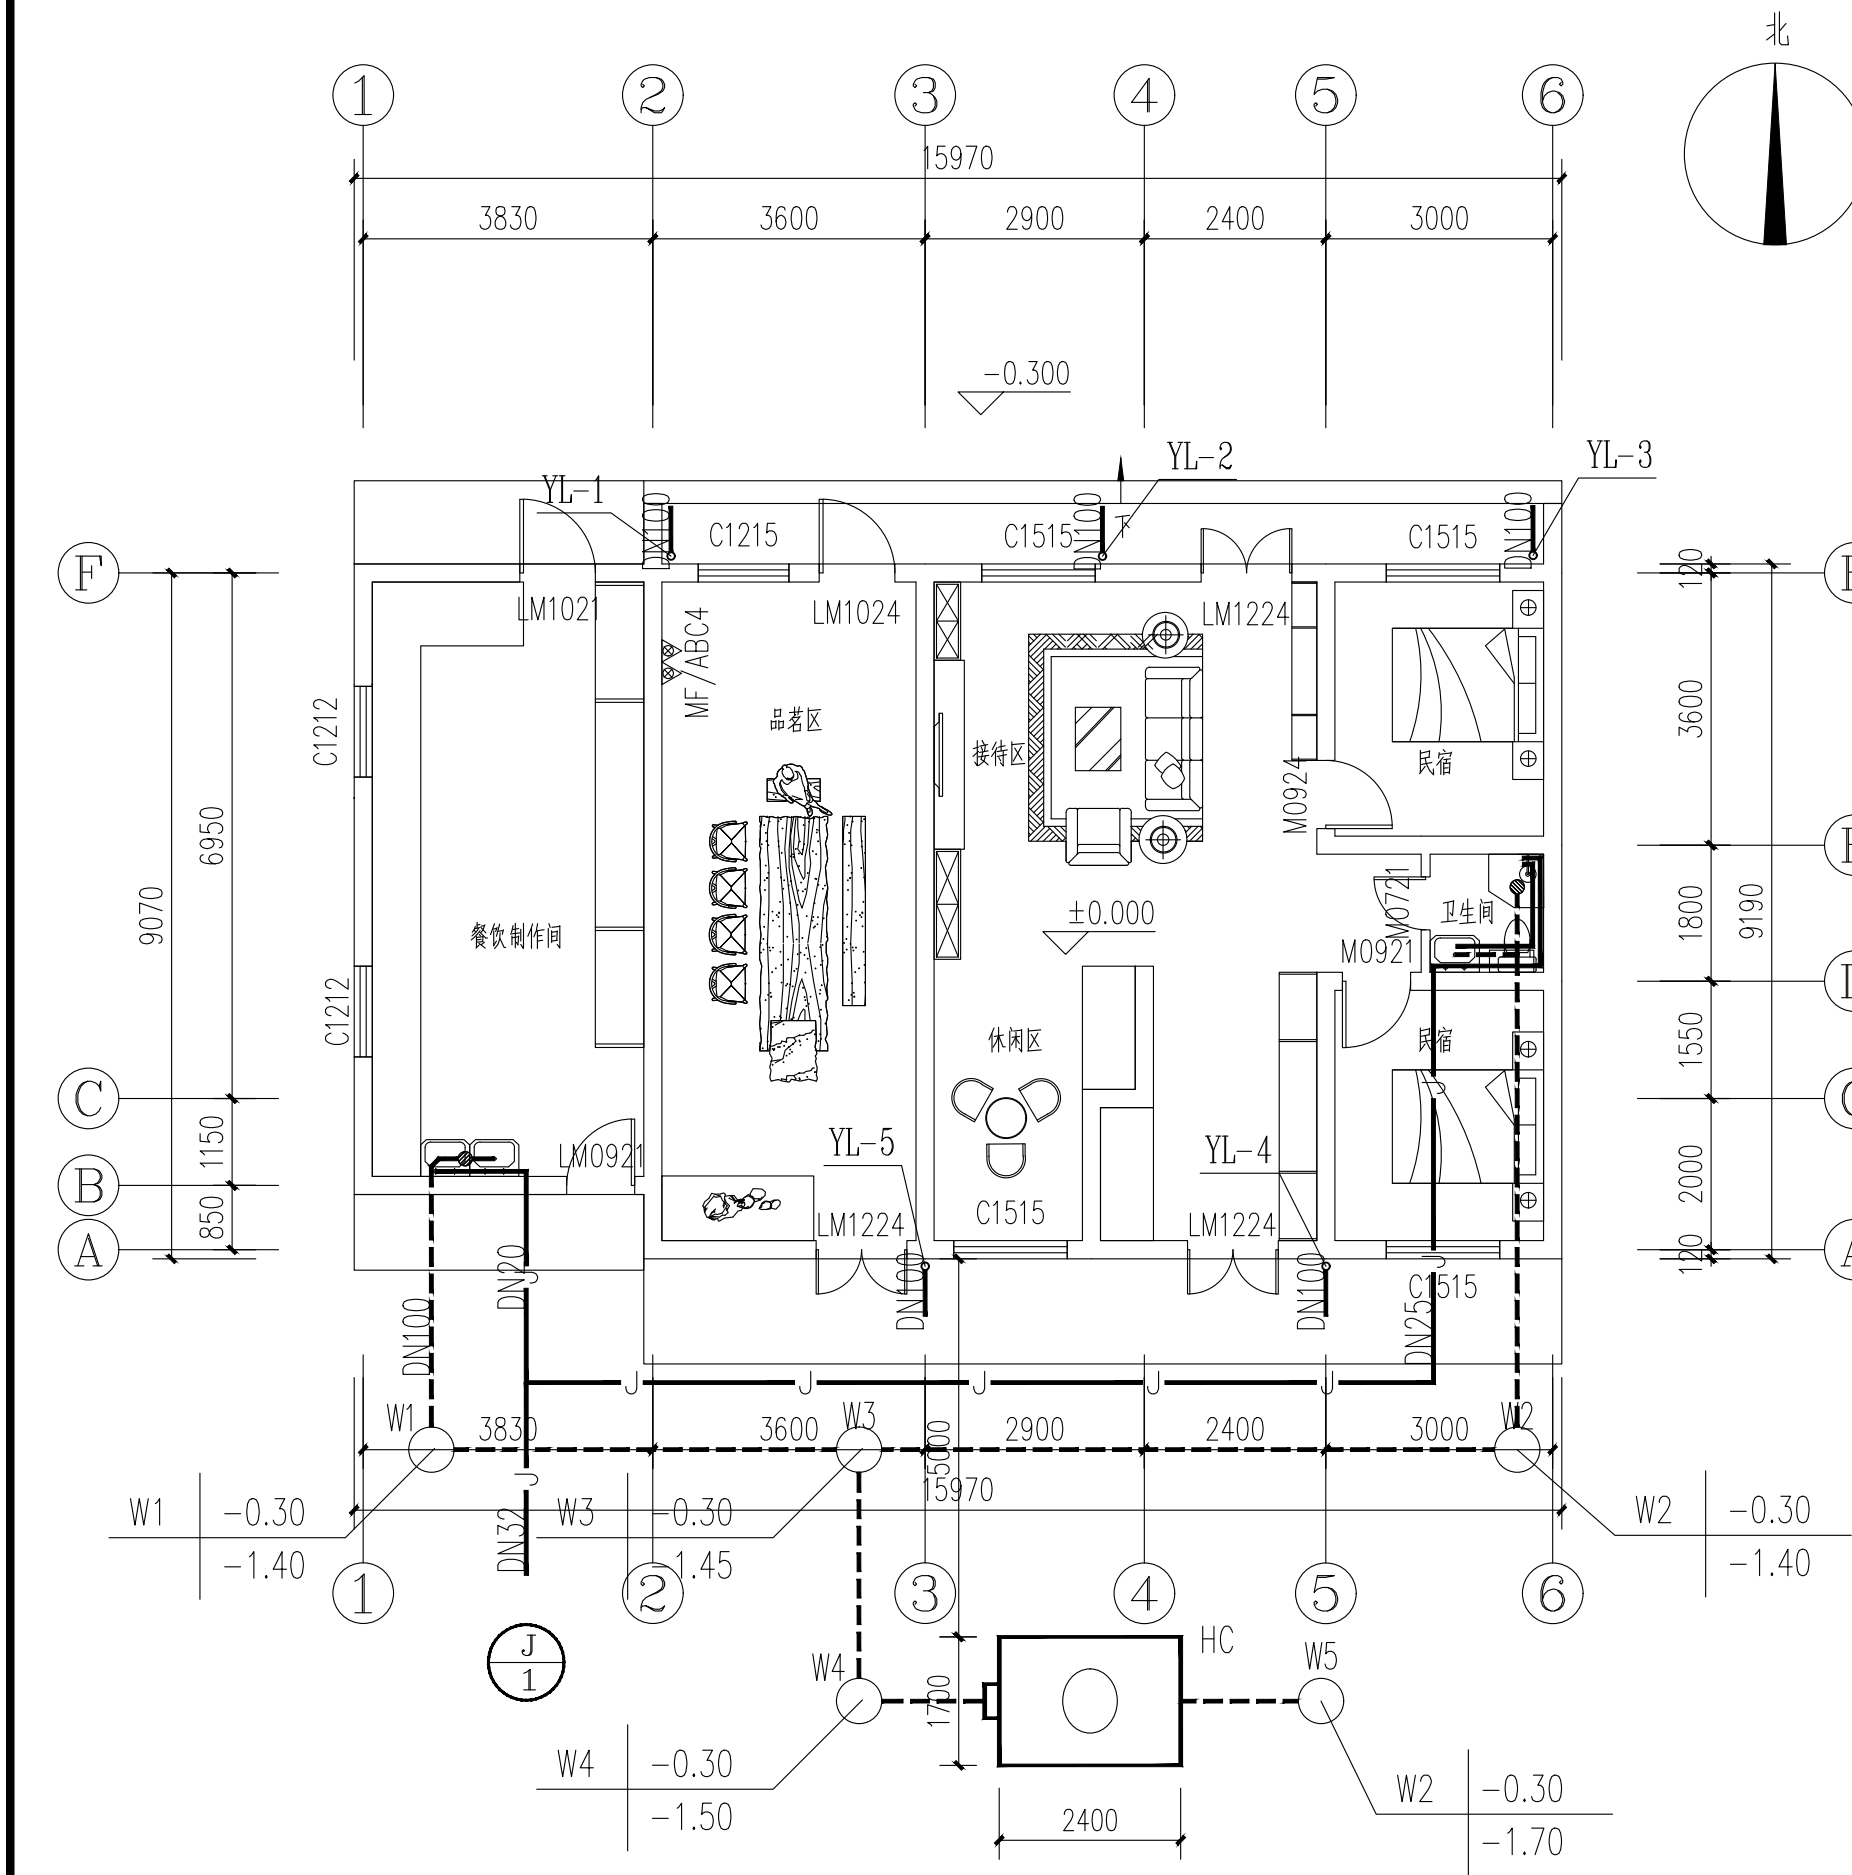 北
1 2 3 4 5 6
15970
3830 3600 2900 2400 3000
-0.300
YL-1 YL-2 YL-3
DN100 DN100 DN100
C1215 C1515 下 C1515
F
120
LM1021 LM1024 LM1224
MF/ABC4
C1212
品茗区
接待区
民宿
M0924
3600
6950
9070
餐饮制作间
±0.000
M0721
卫生间
M0921
1800
9190
C1212
休闲区
民宿
J
1550
C
1150
B
850
A
LM0921
YL-5 YL-4
2000
LM1224 C1515 LM1224
120
DN20 J
DN100
DN100 DN100
J
C1515
DN25
J J J J J
W1 W3 W2
3830 3600 2900 2400 3000
15000
15970
J
DN32
W1 -0.30
-1.40
W3 -0.30
-1.45
W2 -0.30
-1.40
1 2 3 4 5 6
J
1
HC
W4 W5
1700
W4 -0.30
-1.50
2400
W2 -0.30
-1.70